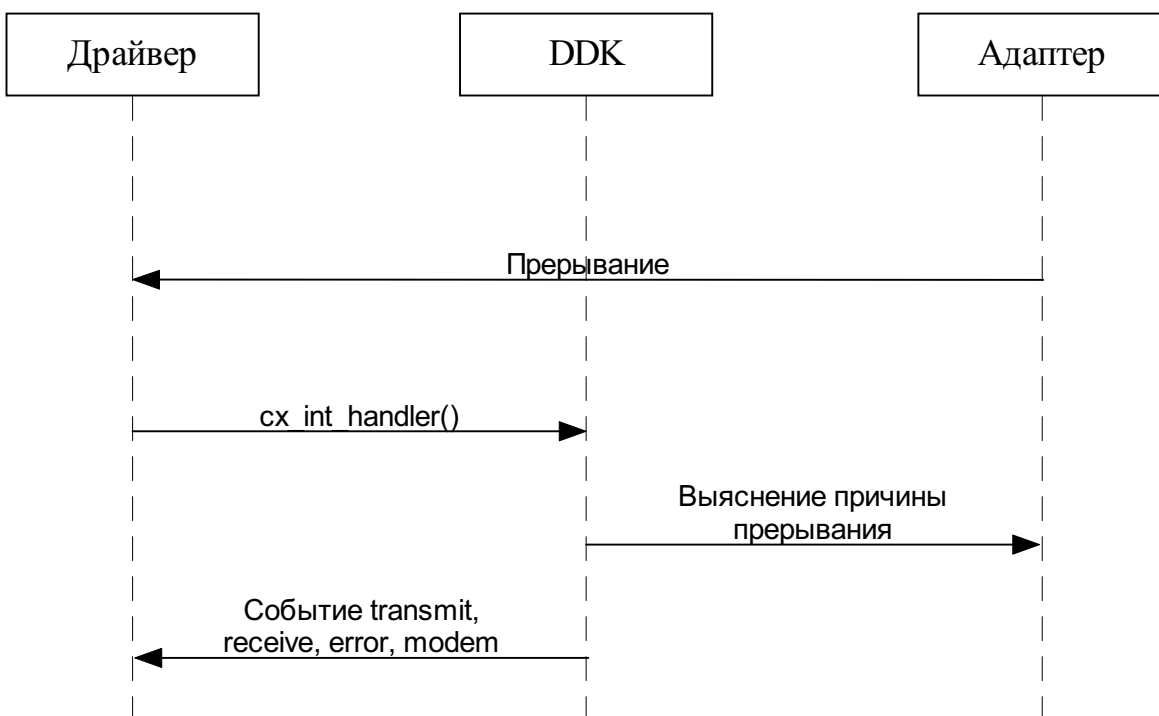 Драйвер
DDK
Адаптер
Прерывание
cx_int_handler()
Выяснение причины
прерывания
Событие transmit,
receive, error, modem